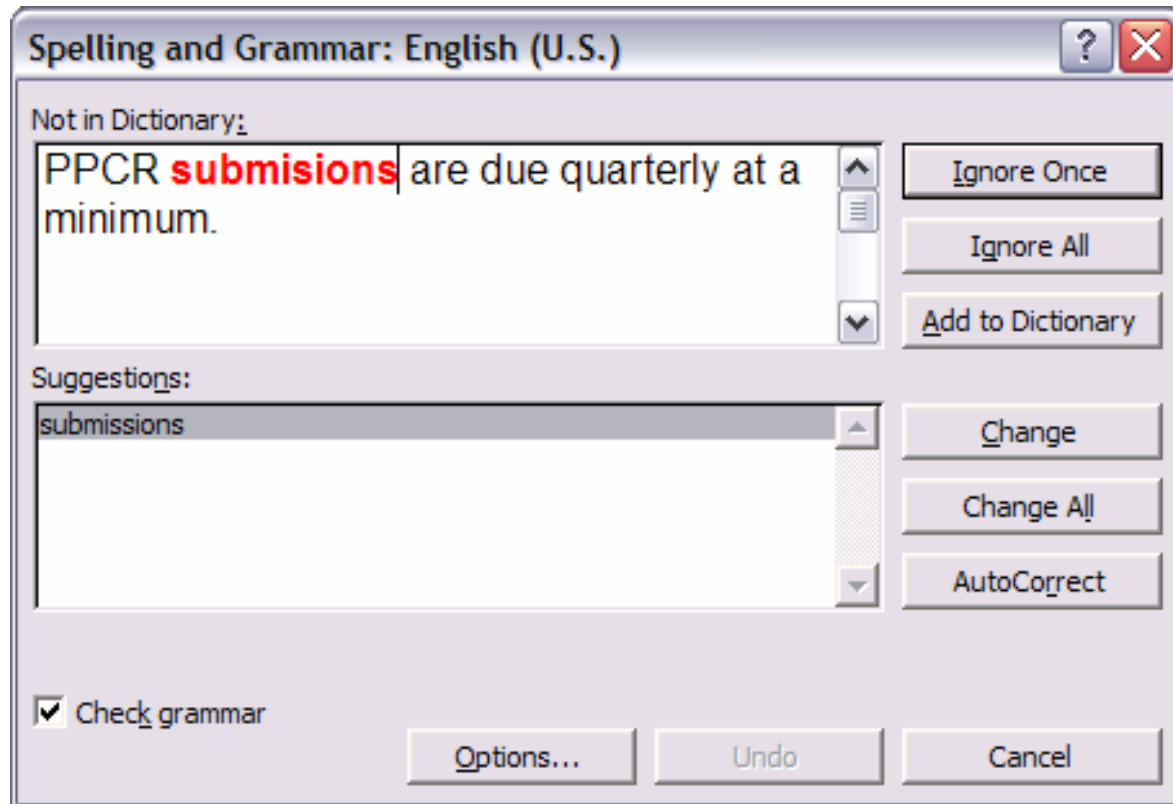 Spelling and Grammar: English (U.S.)
?
Not in Dictionary:
PPCR submisions are due quarterly at a
minimum.
Ignore Once
Ignore All
Add to Dictionary
Suggestions:
submissions
Change
Change All
AutoCorrect
Check grammar
Options...
Undo
Cancel